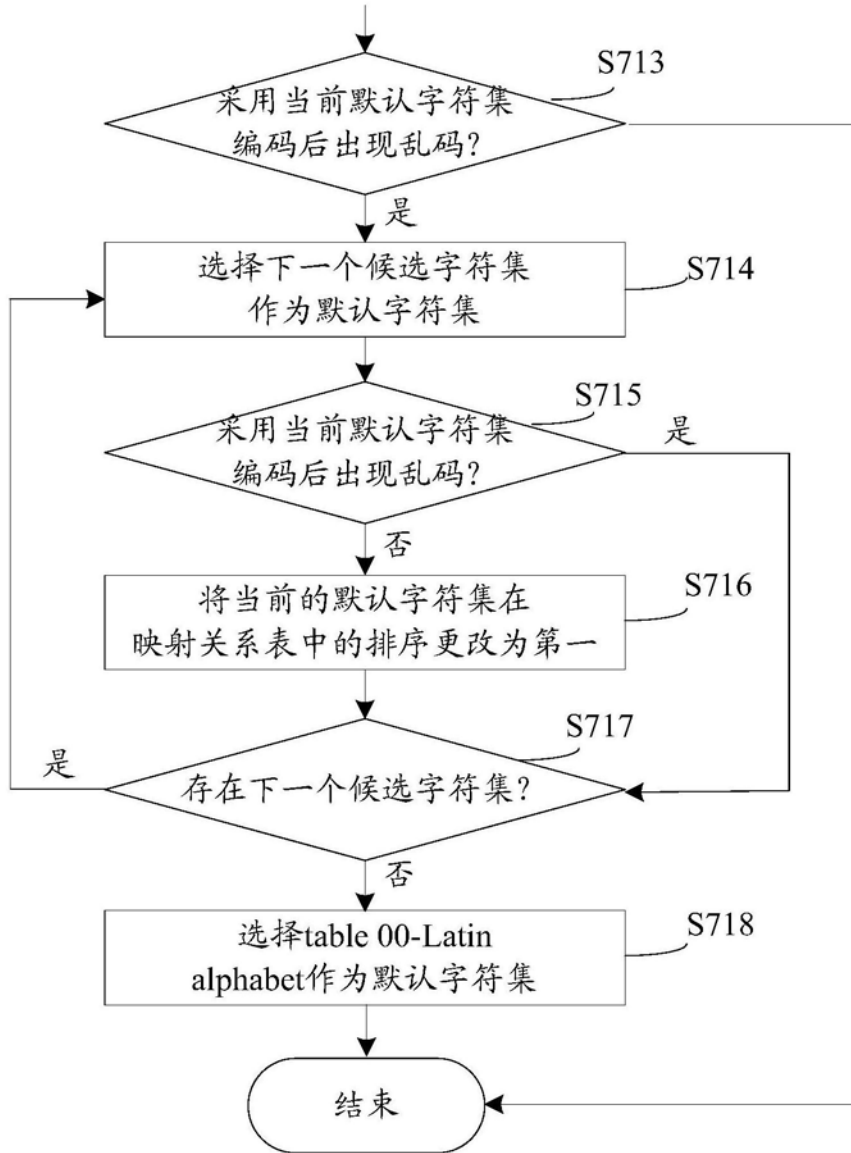 S713
采用当前默认字符集
编码后出现乱码?
是
选择下一个候选字符集
作为默认字符集
S714
S715
采用当前默认字符集
编码后出现乱码?
是
否
将当前的默认字符集在
映射关系表中的排序更改为第一
S716
S717
是
存在下一个候选字符集?
否
选择table 00-Latin
alphabet作为默认字符集
S718
结束